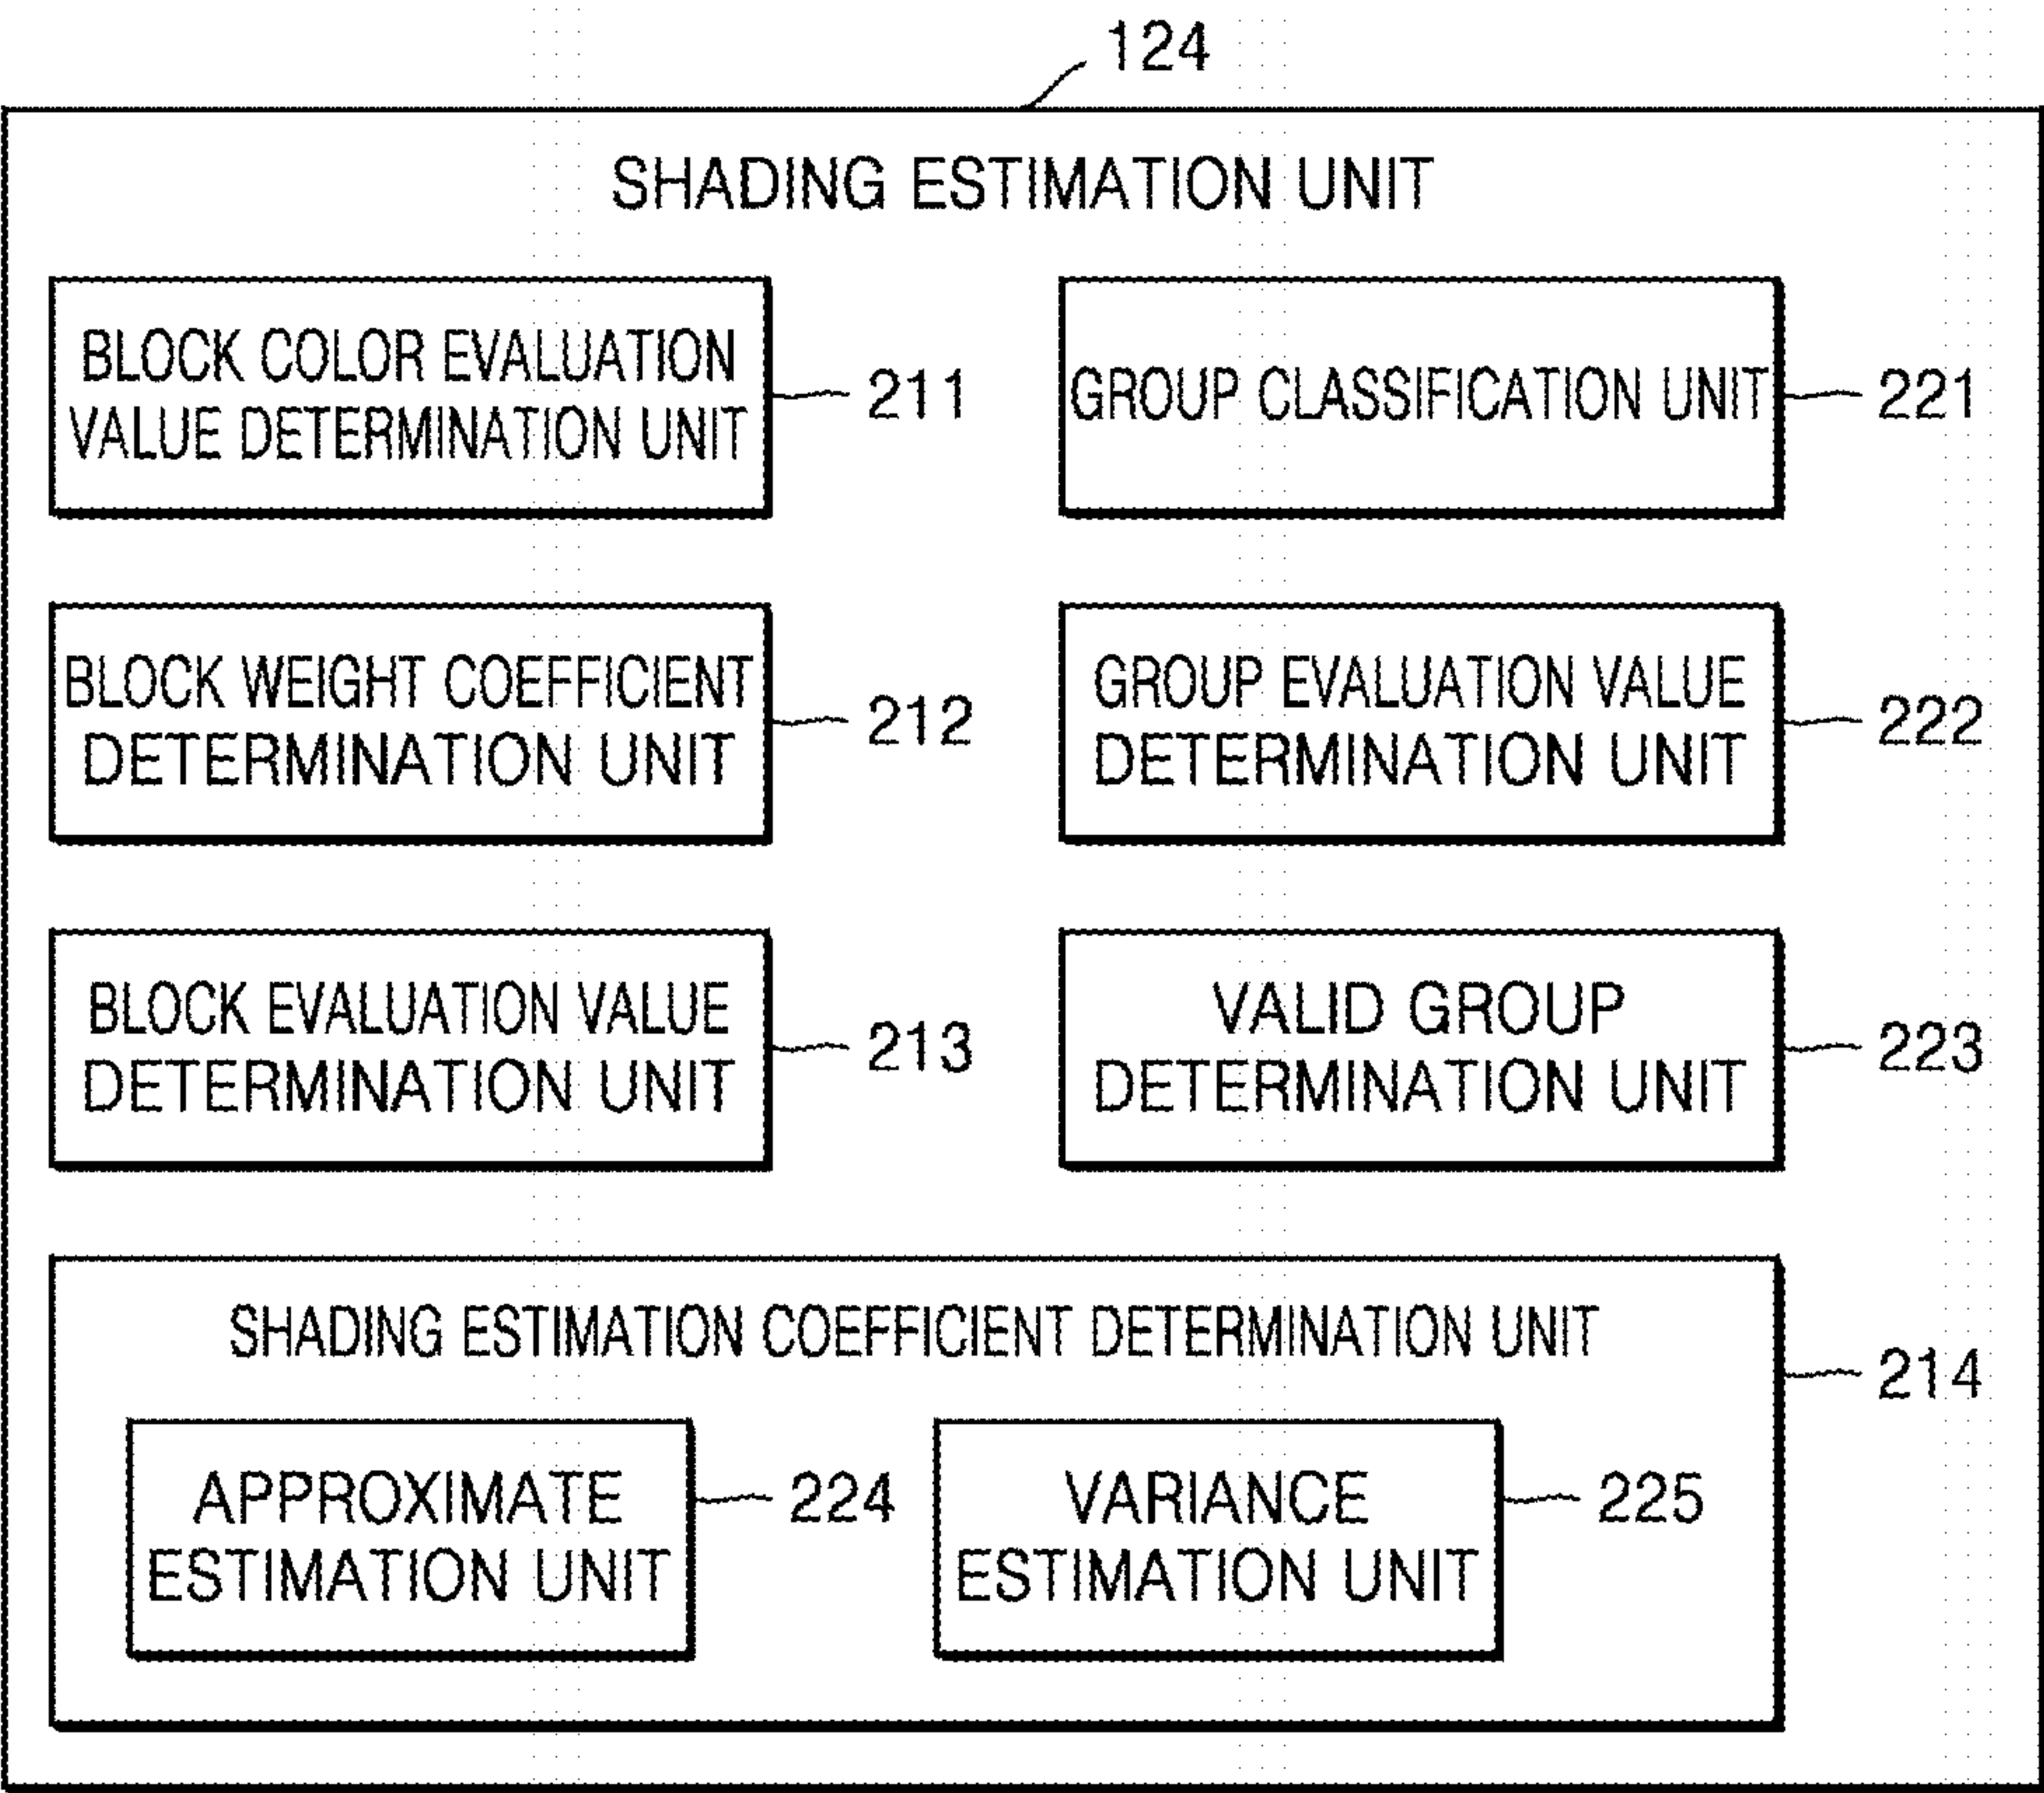 124
SHADING ESTIMATION UNIT
BLOCK COLOR EVALUATION
VALUE DETERMINATION UNIT
211
GROUP CLASSIFICATION UNIT
221
BLOCK WEIGHT COEFFICIENT
DETERMINATION UNIT
212
GROUP EVALUATION VALUE
DETERMINATION UNIT
222
BLOCK EVALUATION VALUE
DETERMINATION UNIT
213
VALID GROUP
DETERMINATION UNIT
223
SHADING ESTIMATION COEFFICIENT DETERMINATION UNIT
214
APPROXIMATE
ESTIMATION UNIT
224
VARIANCE
ESTIMATION UNIT
225